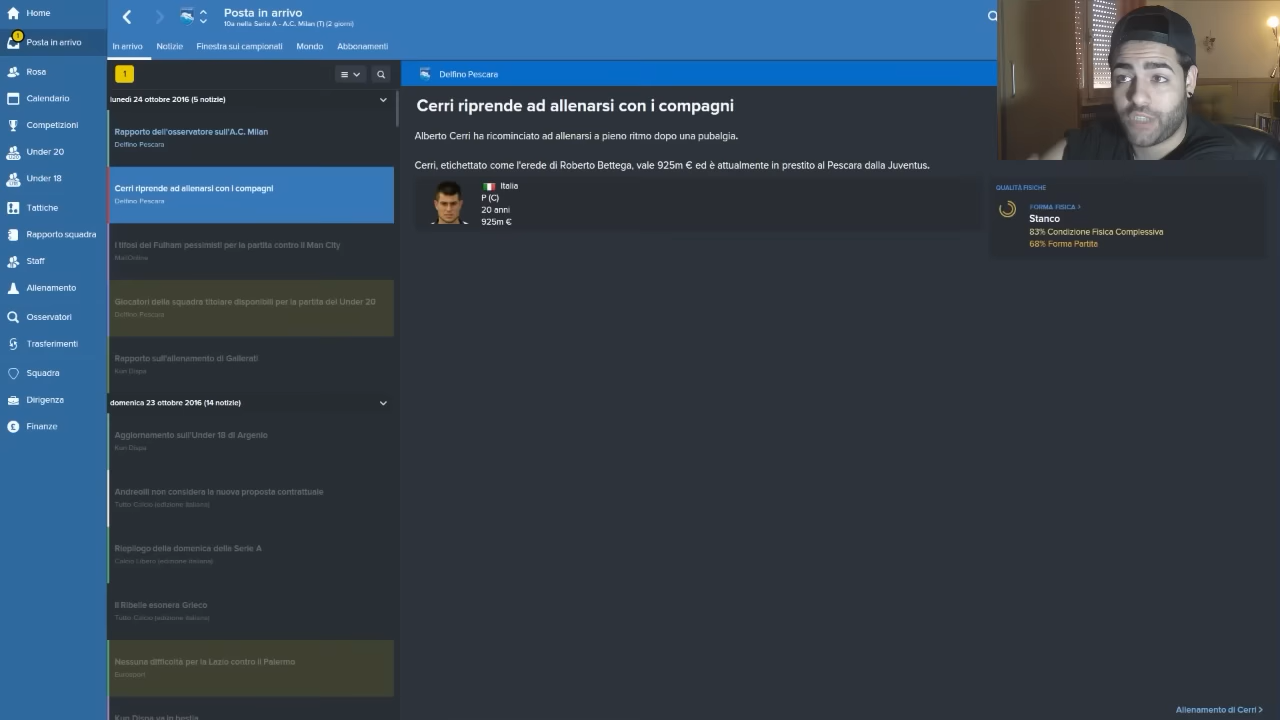 Home
1
Posta in arrivo
Rosa
Calendario
Competizioni
Under 20
Under 18
Tattiche
Rapporto squadra
Staff
Allenamento
Osservatori
Trasferimenti
Squadra
Dirigenza
Finanze
Posta in arrivo
10a nella Serie A - A.C. Milan (T) (2 giorni)
In arrivo
Notizie
Finestra sui campionati
Mondo
Abbonamenti
1
lunedì 24 ottobre 2016 (5 notizie)
Rapporto dell'osservatore sull'A.C. Milan
Delfino Pescara
Cerri riprende ad allenarsi con i compagni
Delfino Pescara
I tifosi del Fulham pessimisti per la partita contro il Man City
MailOnline
Giocatori della squadra titolare disponibili per la partita del Under 20
Delfino Pescara
Rapporto sull'allenamento di Gallerati
Kun Diapa
domenica 23 ottobre 2016 (14 notizie)
Aggiornamento sull'Under 18 di Argenio
Kun Diapa
Andreolli non considera la nuova proposta contrattuale
Tutto Calcio (edizione italiana)
Riepilogo della domenica della Serie A
Calcio Libero (edizione italiana)
Il Ribelle esonera Grieco
Tutto Calcio (edizione italiana)
Nessuna difficoltà per la Lazio contro il Palermo
Eurosport
Kun Diapa va in bestia
Delfino Pescara
Cerri riprende ad allenarsi con i compagni
Alberto Cerri ha ricominciato ad allenarsi a pieno ritmo dopo una pubalgia.
Cerri, etichettato come l'erede di Roberto Bettega, vale 925m € ed è attualmente in prestito al Pescara dalla Juventus.
Italia
P (C)
20 anni
925m €
QUALITÀ FISICHE
FORMA FISICA >
Stanco
83% Condizione Fisica Complessiva
68% Forma Partita
Allenamento di Cerri >